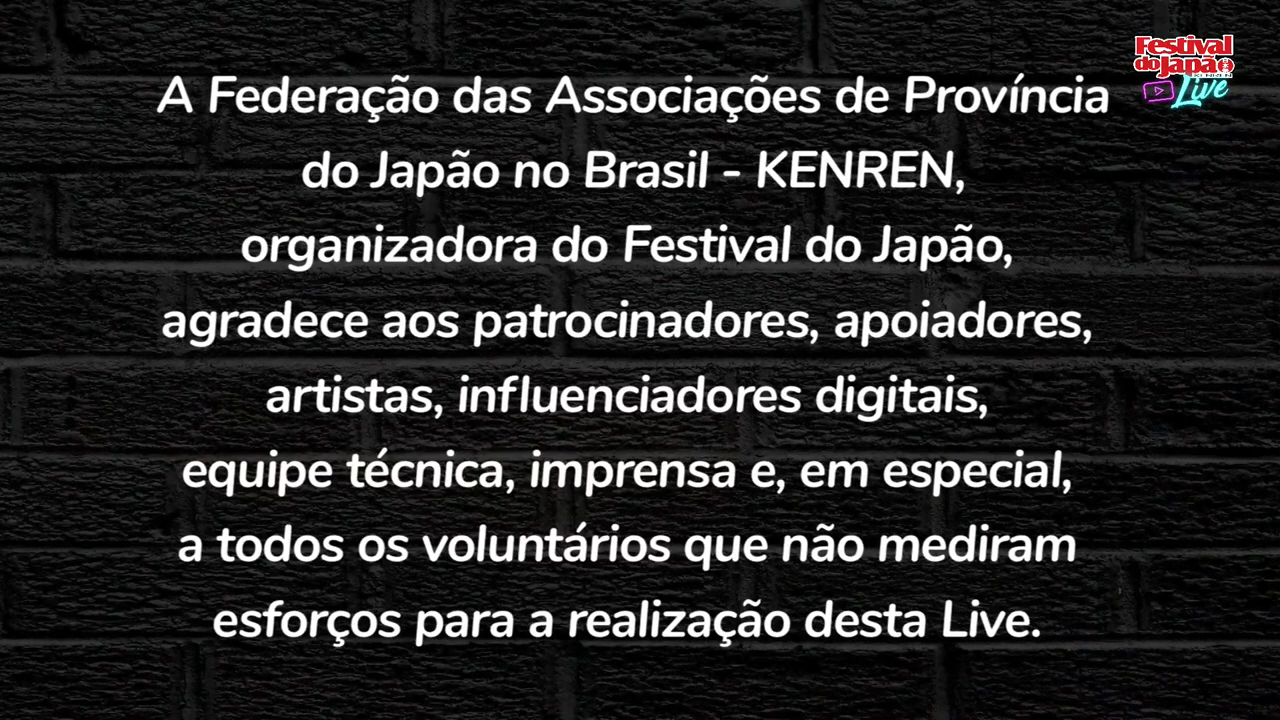 Festival
do Japão
KENREN
Live
A Federação das Associações de Província
do Japão no Brasil - KENREN,
organizadora do Festival do Japão,
agradece aos patrocinadores, apoiadores,
artistas, influenciadores digitais,
equipe técnica, imprensa e, em especial,
a todos os voluntários que não mediram
esforços para a realização desta Live.